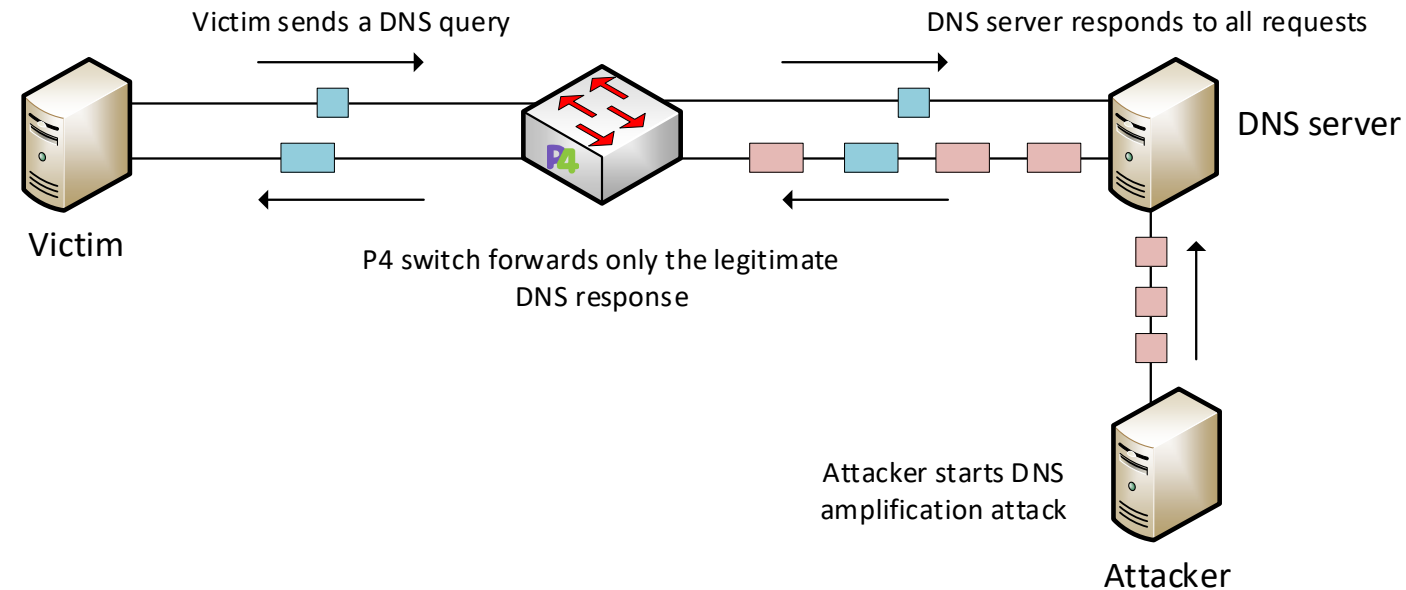 Victim sends a DNS query
DNS server responds to all requests
DNS server
Victim
P4
P4 switch forwards only the legitimate
DNS response
Attacker starts DNS
amplification attack
Attacker